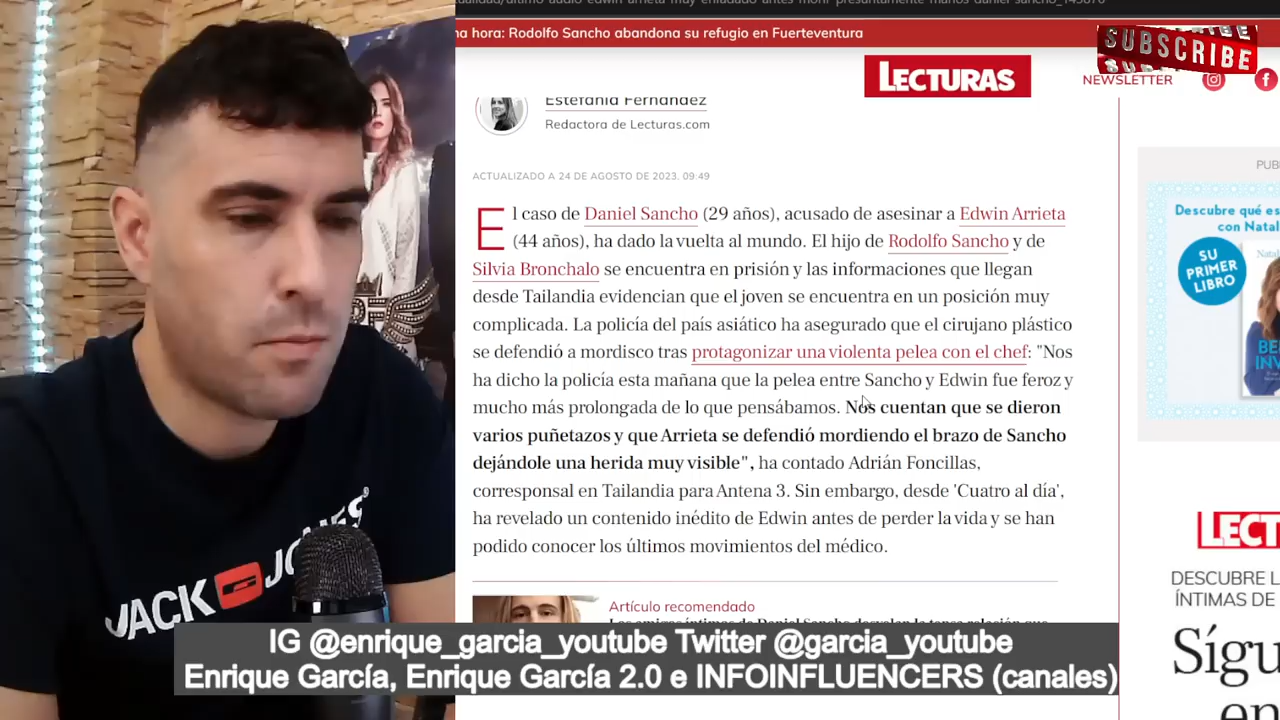 na hora: Rodolfo Sancho abandona su refugio en Fuerteventura
SUBSCRIBE
LECTURAS
NEWSLETTER
Estefanía Fernández
Redactora de Lecturas.com
ACTUALIZADO A 24 DE AGOSTO DE 2023, 09:49
El caso de Daniel Sancho (29 años), acusado de asesinar a Edwin Arrieta
(44 años), ha dado la vuelta al mundo. El hijo de Rodolfo Sancho y de
Silvia Bronchalo se encuentra en prisión y las informaciones que llegan
desde Tailandia evidencian que el joven se encuentra en un posición muy
complicada. La policía del país asiático ha asegurado que el cirujano plástico
se defendió a mordisco tras protagonizar una violenta pelea con el chef: "Nos
ha dicho la policía esta mañana que la pelea entre Sancho y Edwin fue feroz y
mucho más prolongada de lo que pensábamos. Nos cuentan que se dieron
varios puñetazos y que Arrieta se defendió mordiendo el brazo de Sancho
dejándole una herida muy visible", ha contado Adrián Foncillas,
corresponsal en Tailandia para Antena 3. Sin embargo, desde 'Cuatro al día',
ha revelado un contenido inédito de Edwin antes de perder la vida y se han
podido conocer los últimos movimientos del médico.
Artículo recomendado
PUB
Descubre qué es
con Natal
SU
PRIMER
LIBRO
LECT
DESCUBRE L
ÍNTIMAS DE
Sígu
JACK JONES
IG @enrique_garcia_youtube Twitter @garcia_youtube
Enrique García, Enrique García 2.0 e INFOINFLUENCERS (canales)